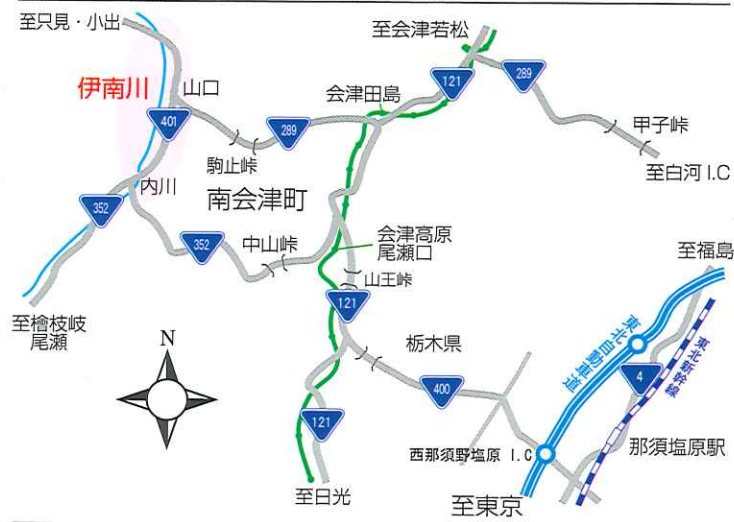 至只見・小出
至会津若松
伊南川
山口
会津田島
121
289
401
289
甲子峠
駒止峠
至白河I.C
内川
南会津町
352
352
中山峠
会津高原
尾瀬口
至福島
山王峠
至檜枝岐
尾瀬
121
東北自動車道
東北新幹線
N
栃木県
4
400
121
西那須野塩原 I.C
那須塩原駅
至日光
至東京